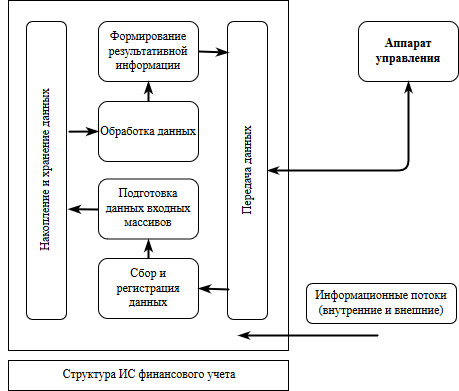 Формирование
результативной
информации
Аппарат
управления
Накопление и хранение данных
Обработка данных
Передача данных
Подготовка
данных входных
массивов
Сбор и
регистрация
данных
Информационные потоки
(внутренние и внешние)
Структура ИС финансового учета